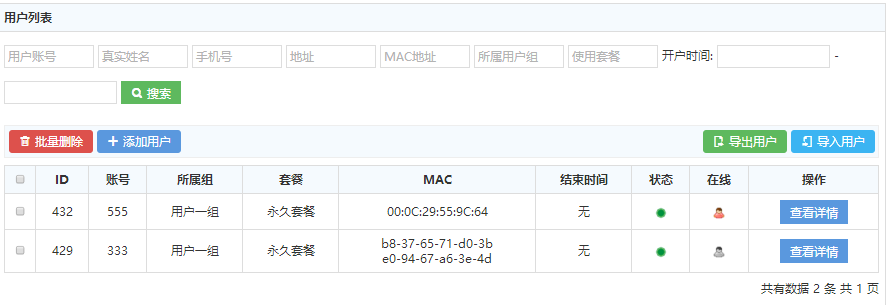 用户列表
用户账号 真实姓名 手机号 地址 MAC地址 所属用户组 使用套餐 开户时间: -
搜索
批量删除 添加用户 导出用户 导入用户
ID 账号 所属组 套餐 MAC 结束时间 状态 在线 操作
432 555 用户一组 永久套餐 00:0C:29:55:9C:64 无 查看详情
429 333 用户一组 永久套餐 b8-37-65-71-d0-3b 无 查看详情
e0-94-67-a6-3e-4d
共有数据 2 条 共 1 页